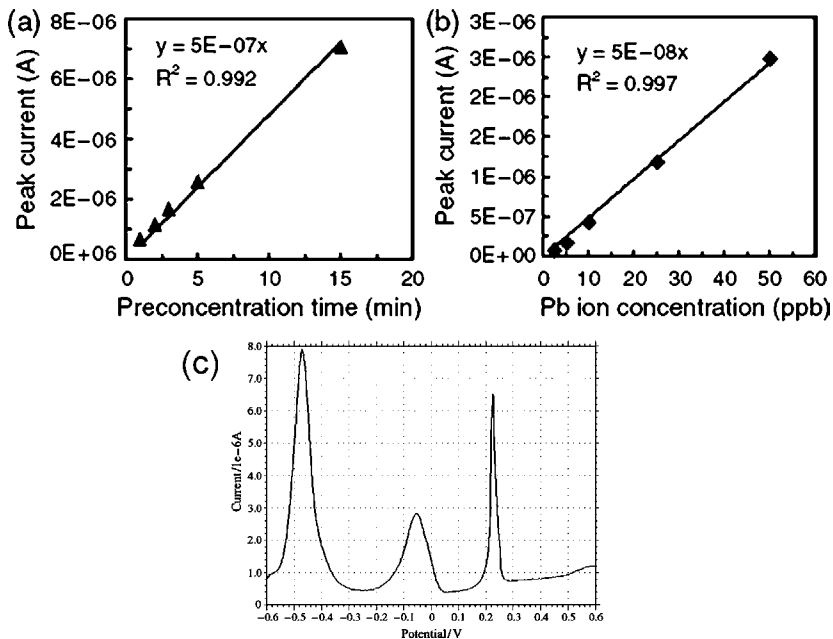 (a)
8E-06
6E-06
4E-06
2E-06
0E+06
Peak current (A)
y = 5E-07x
R² = 0.992
0 5 10 15 20
Preconcentration time (min)
(b)
3E-06
3E-06
2E-06
2E-06
1E-06
5E-07
0E+00
Peak current (A)
y = 5E-08x
R² = 0.997
0 10 20 30 40 50 60
Pb ion concentration (ppb)
(c)
8.0
7.0
6.0
5.0
4.0
3.0
2.0
1.0
0
Current/1e-6A
-0.6 -0.5 -0.4 -0.3 -0.2 -0.1 0 0.1 0.2 0.3 0.4 0.5 0.6
Potential/V